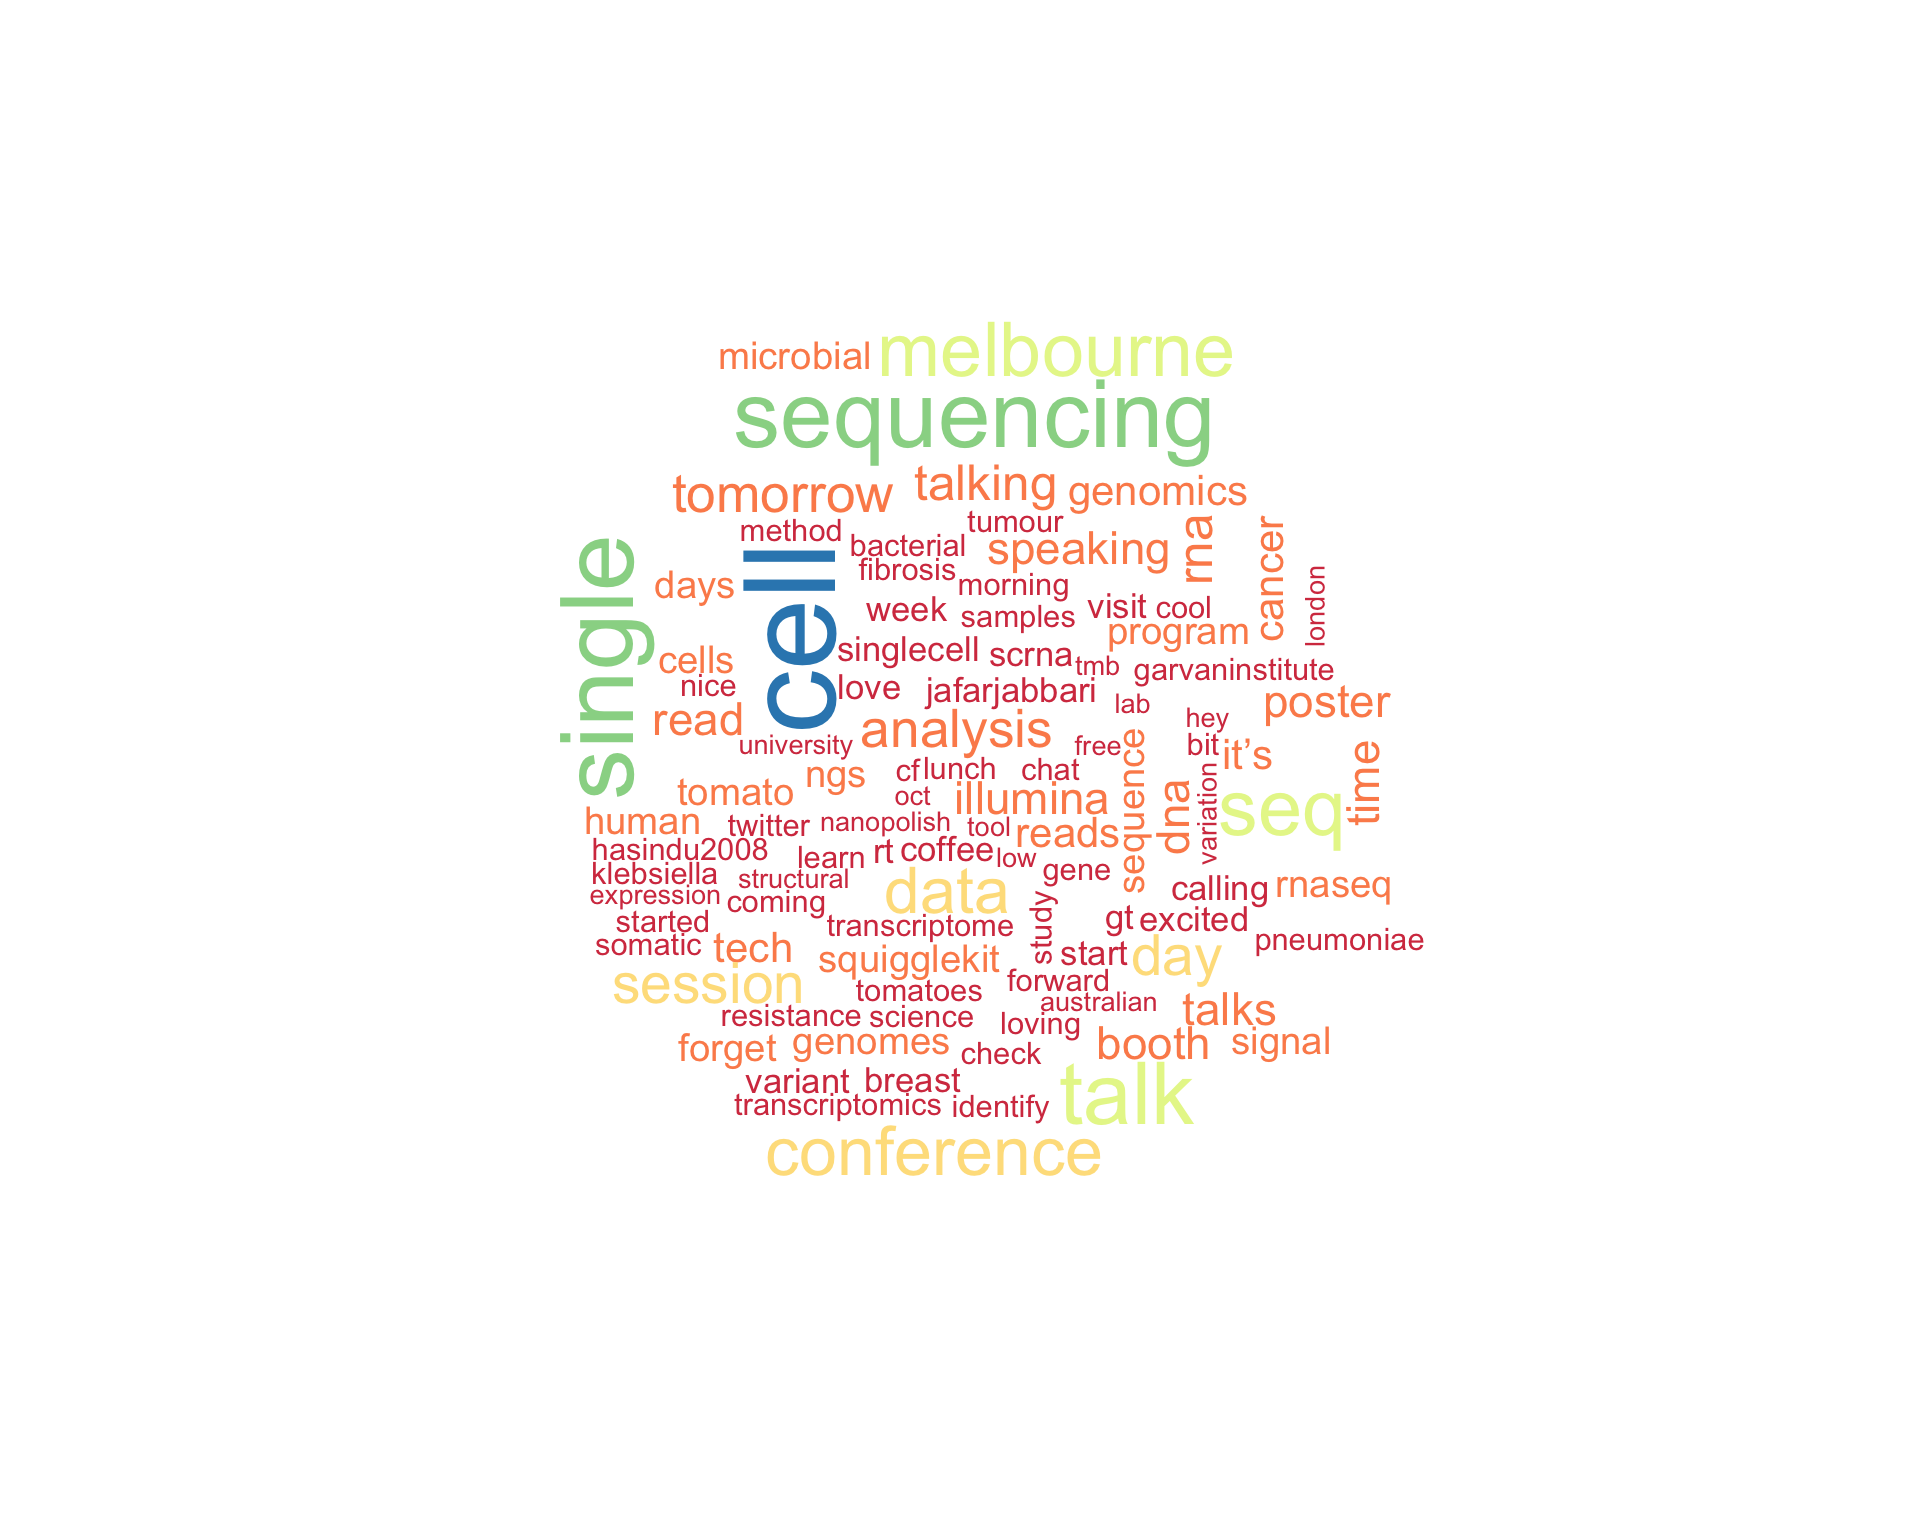 microbial melbourne
sequencing
tomorrow talking genomics
method tumour
bacterial speaking rna cancer
fibrosis
single cell days morning london
week samples visit cool
program
singlecell scrna
cells tmb garvaninstitute
nice love jafarjabbari lab poster
read analysis hey
university free sequence bit it’s time
cf lunch chat
ngs
tomato oct illumina dna variation seq
human twitter nanopolish tool reads
hasindu2008 learn rt coffee low
klebsiella structural gene
expression coming data calling rnaseq
started transcriptome study gt excited
somatic tech start pneumoniae
session squigglekit day
tomatoes forward
australian talks
resistance science loving
forget genomes check booth signal
variant breast talk
transcriptomics identify
conference